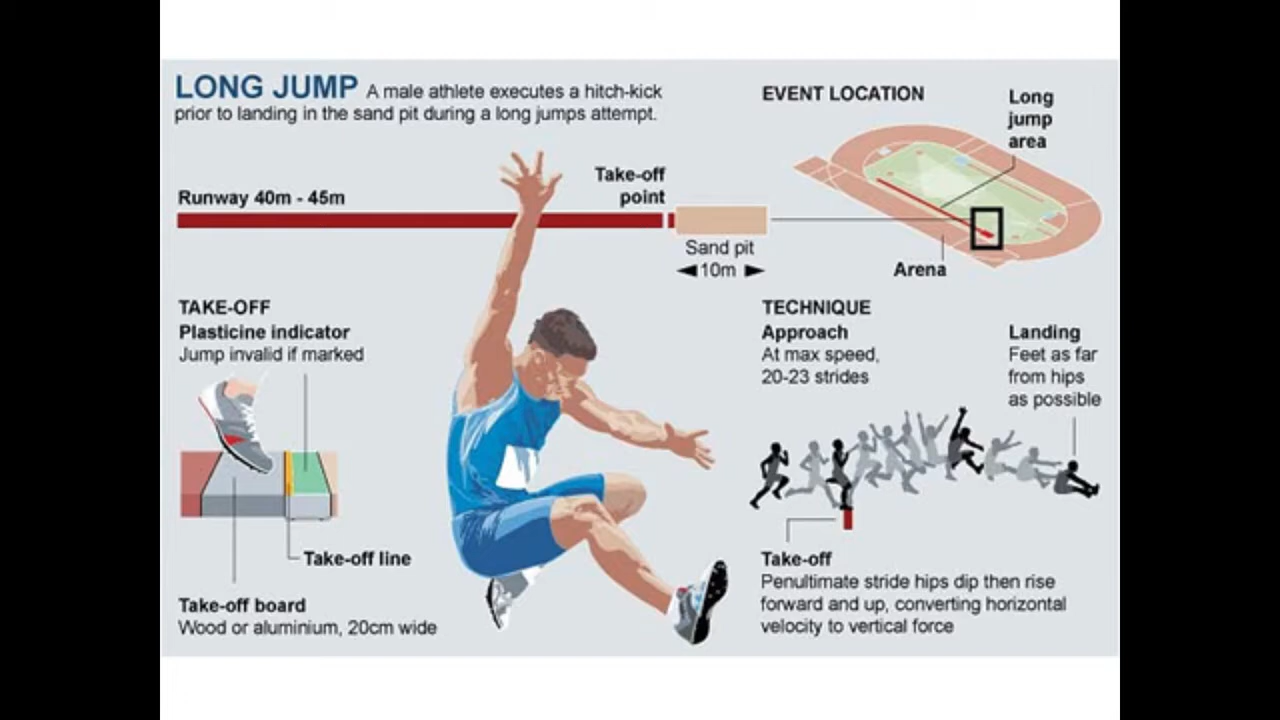 LONG JUMP A male athlete executes a hitch-kick
prior to landing in the sand pit during a long jumps attempt.
Runway 40m - 45m
Take-off
point
Sand pit
10m
EVENT LOCATION
Long
jump
area
Arena
TAKE-OFF
Plasticine indicator
Jump invalid if marked
Take-off line
Take-off board
Wood or aluminium, 20cm wide
TECHNIQUE
Approach
At max speed,
20-23 strides
Landing
Feet as far
from hips
as possible
Take-off
Penultimate stride hips dip then rise
forward and up, converting horizontal
velocity to vertical force